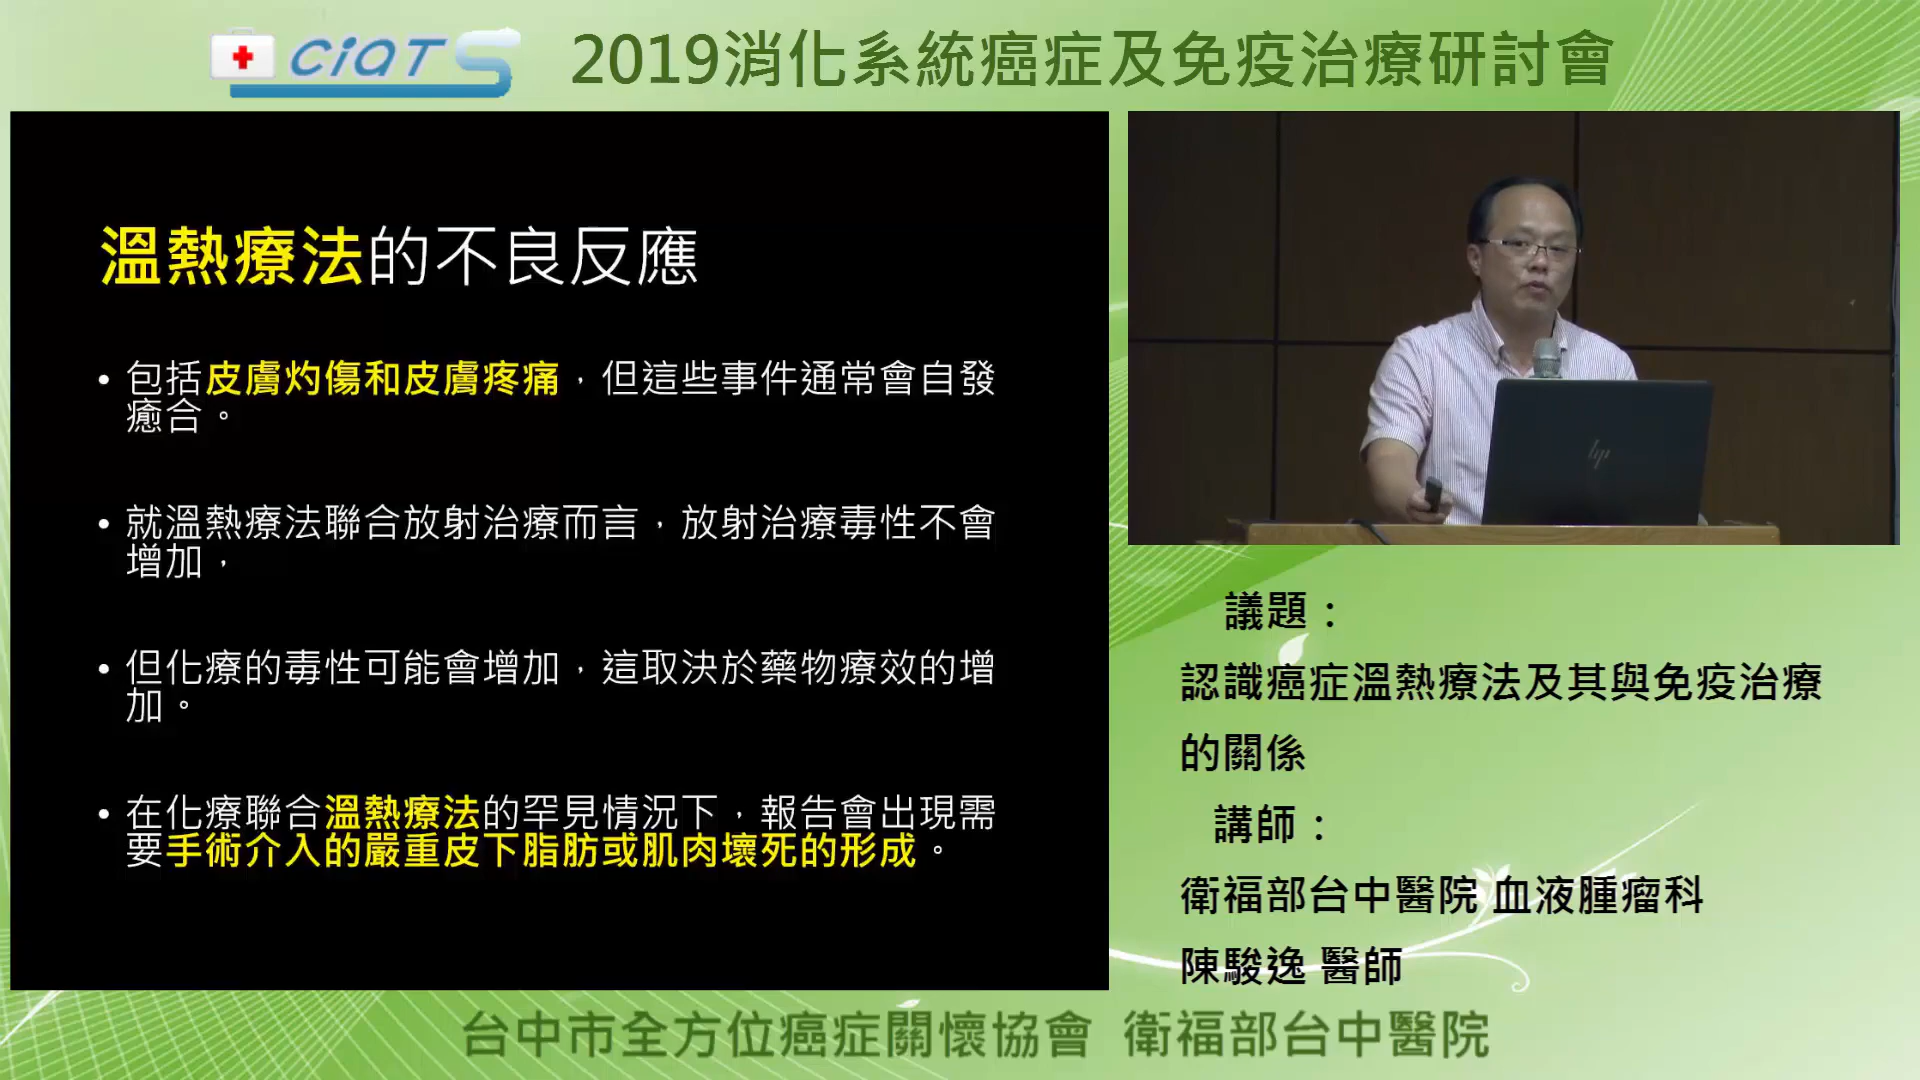 CiATS 2019消化系統癌症及免疫治療研討會
溫熱療法的不良反應
• 包括皮膚灼傷和皮膚疼痛，但這些事件通常會自發
癒合。
• 就溫熱療法聯合放射治療而言，放射治療毒性不會
增加，
• 但化療的毒性可能會增加，這取決於藥物療效的增
加。
• 在化療聯合溫熱療法的罕見情況下，報告會出現需
要手術介入的嚴重皮下脂肪或肌肉壞死的形成。
hp
議題：
認識癌症溫熱療法及其與免疫治療
的關係
講師：
衛福部台中醫院 血液腫瘤科
陳駿逸 醫師
台中市全方位癌症關懷協會 衛福部台中醫院